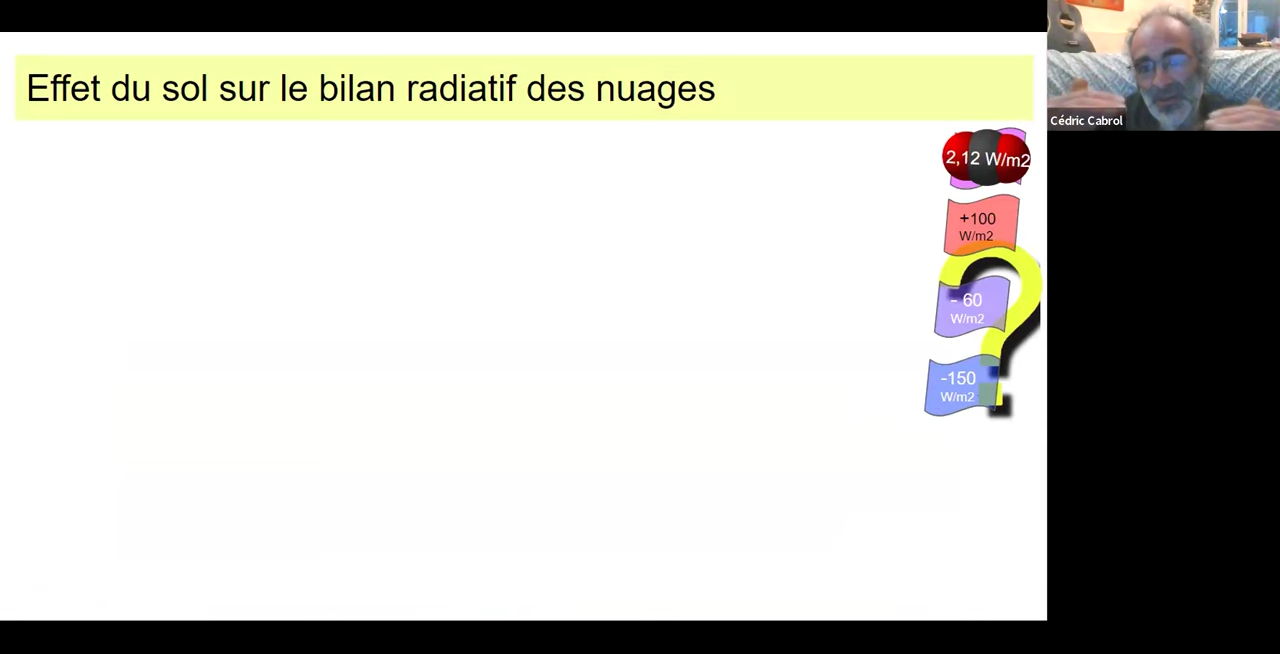 Effet du sol sur le bilan radiatif des nuages
Cédric Cabrol
2,12 W/m2
+100
W/m2
- 60
W/m2
-150
W/m2
?